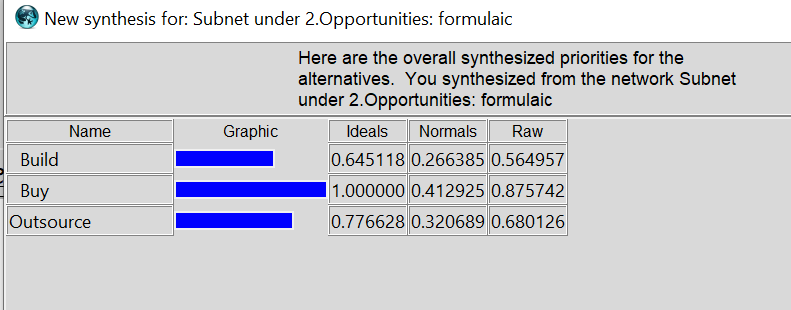 New synthesis for: Subnet under 2.Opportunities: formulaic
Here are the overall synthesized priorities for the
alternatives.  You synthesized from the network Subnet
under 2.Opportunities: formulaic
Name Graphic Ideals Normals Raw
Build 0.645118 0.266385 0.564957
Buy 1.000000 0.412925 0.875742
Outsource 0.776628 0.320689 0.680126